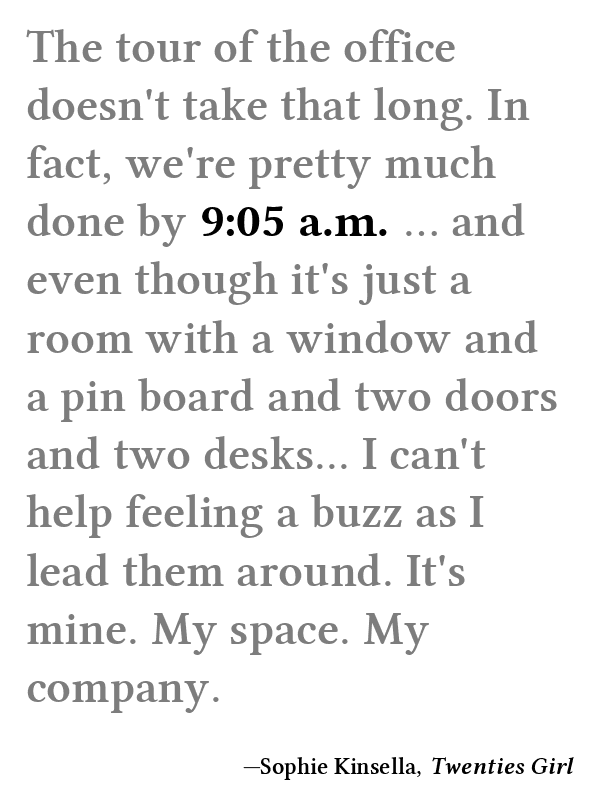 The tour of the office
doesn't take that long. In
fact, we're pretty much
done by 9:05 a.m. ... and
even though it's just a
room with a window and
a pin board and two doors
and two desks... I can't
help feeling a buzz as I
lead them around. It's
mine. My space. My
company.
—Sophie Kinsella, Twenties Girl